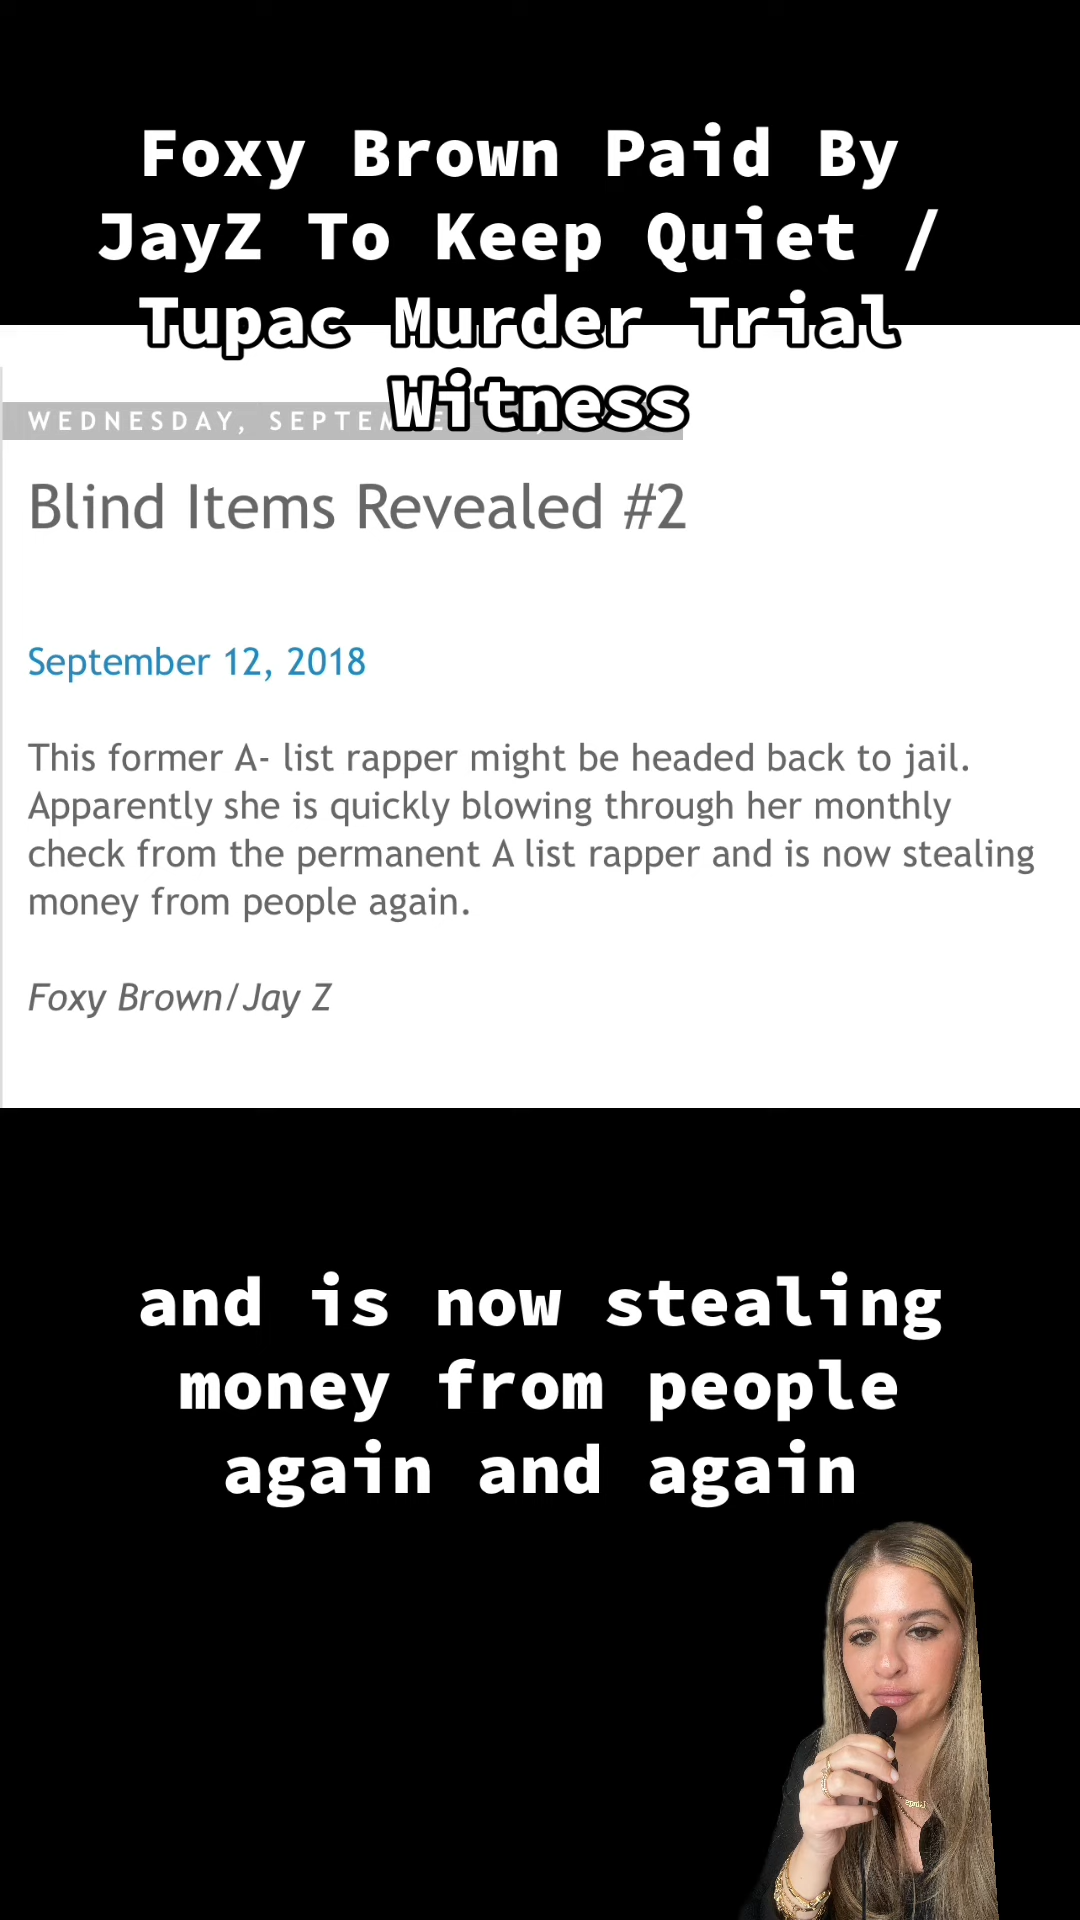 Foxy Brown Paid By
JayZ To Keep Quiet /
Tupac Murder Trial
Witness
WEDNESDAY,
Blind Items Revealed #2
September 12, 2018
This former A- list rapper might be headed back to jail.
Apparently she is quickly blowing through her monthly
check from the permanent A list rapper and is now stealing
money from people again.
Foxy Brown/Jay Z
and is now stealing
money from people
again and again